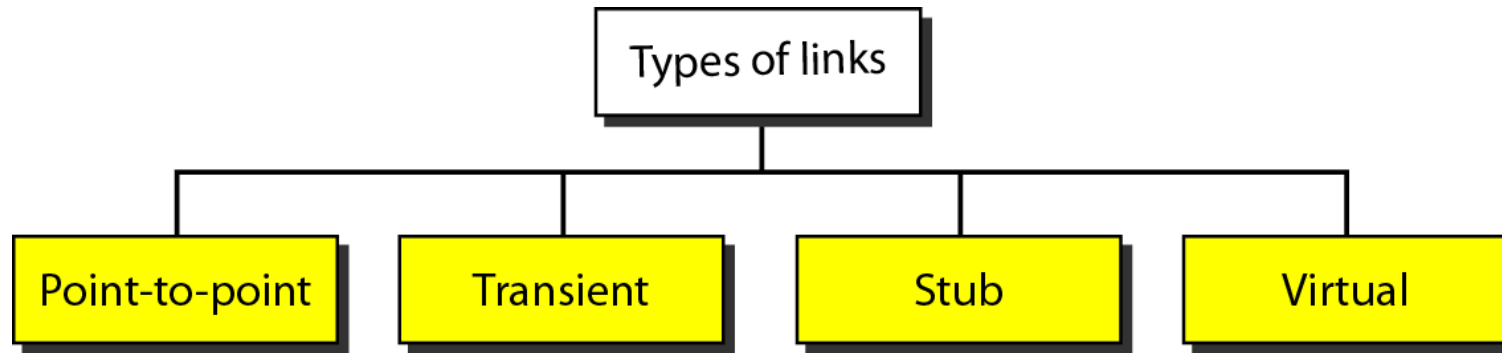 Types of links
Point-to-point
Transient
Stub
Virtual